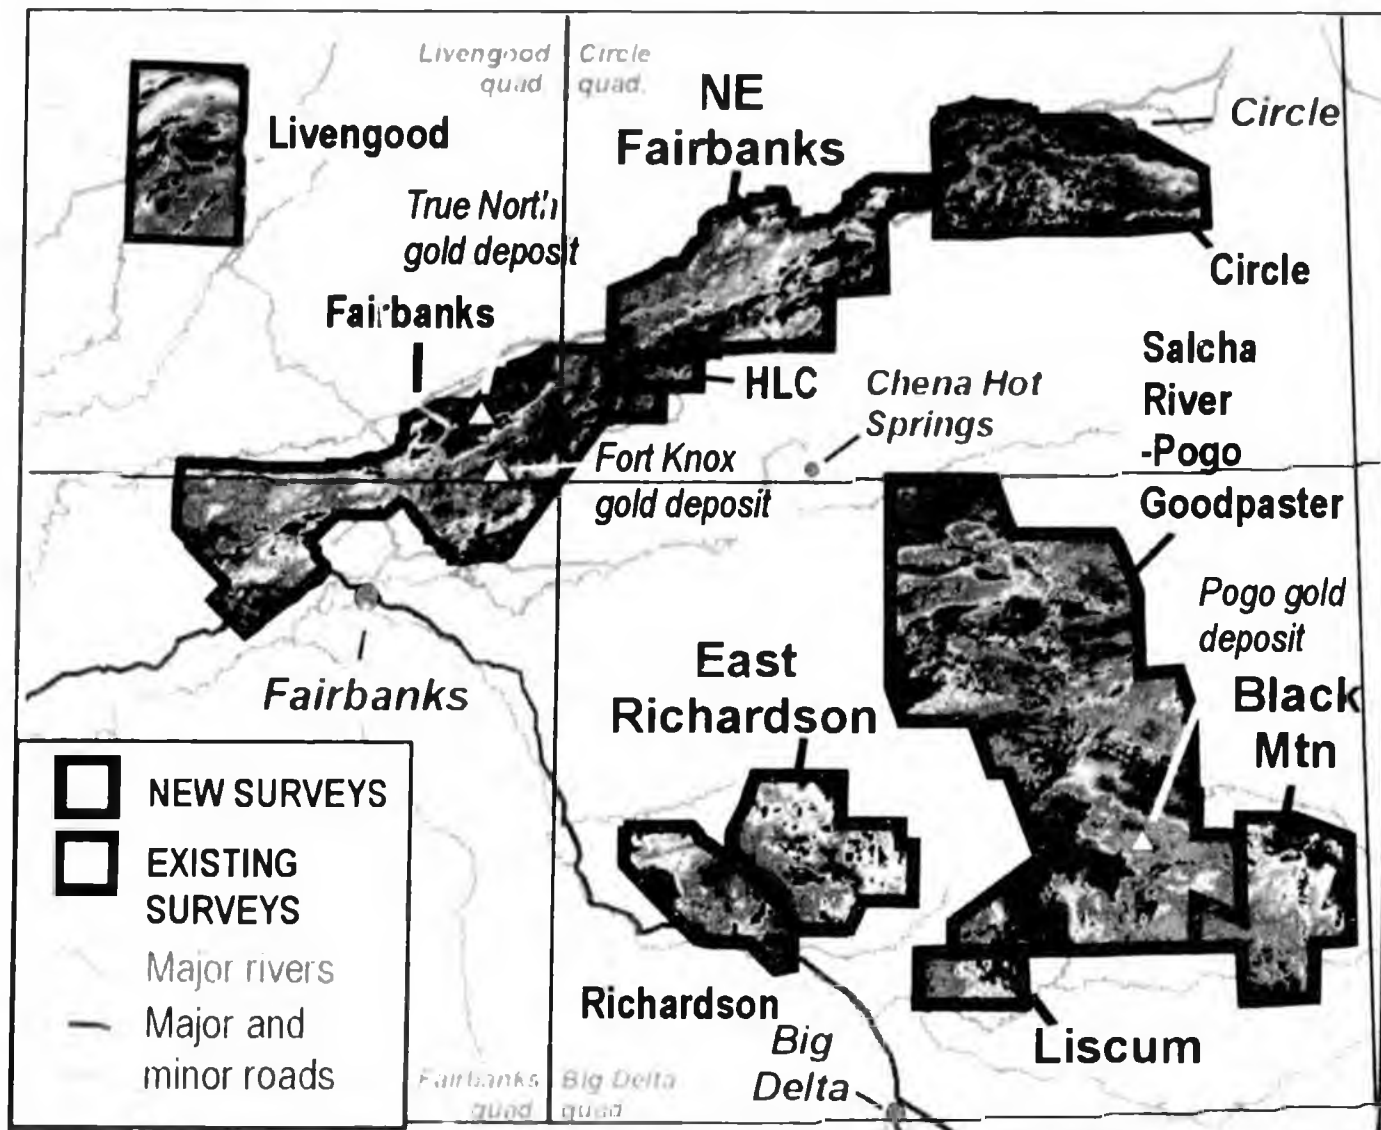 Livengood
quad
Circle
quad.
NE
Fairbanks
Circle
Livengood
True North
gold deposit
Circle
Fairbanks
Salcha
River
-Pogo
Goodpaster
HLC
Chena Hot
Springs
Fort Knox
gold deposit
Pogo gold
deposit
East
Richardson
Black
Mtn
Fairbanks
NEW SURVEYS
EXISTING
SURVEYS
Major rivers
Major and
minor roads
Richardson
Big
Delta
Liscum
Fairbanks
quad
Big Delta
quad